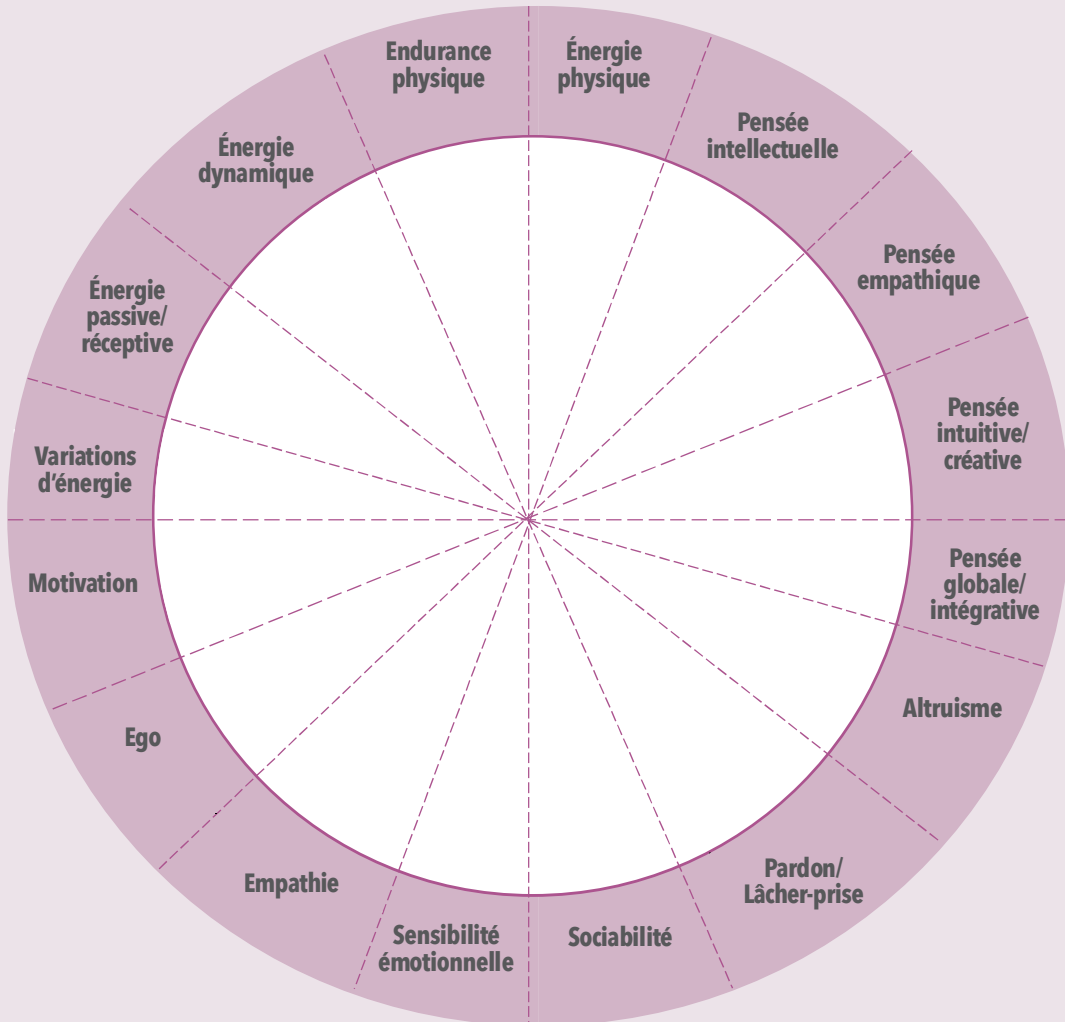 Endurance
physique
Énergie
physique
Pensée
intellectuelle
Pensée
empathique
Pensée
intuitive/
créative
Pensée
globale/
intégrative
Altruisme
Pardon/
Lâcher-prise
Sociabilité
Sensibilité
émotionnelle
Empathie
Ego
Motivation
Variations
d’énergie
Énergie
passive/
réceptive
Énergie
dynamique